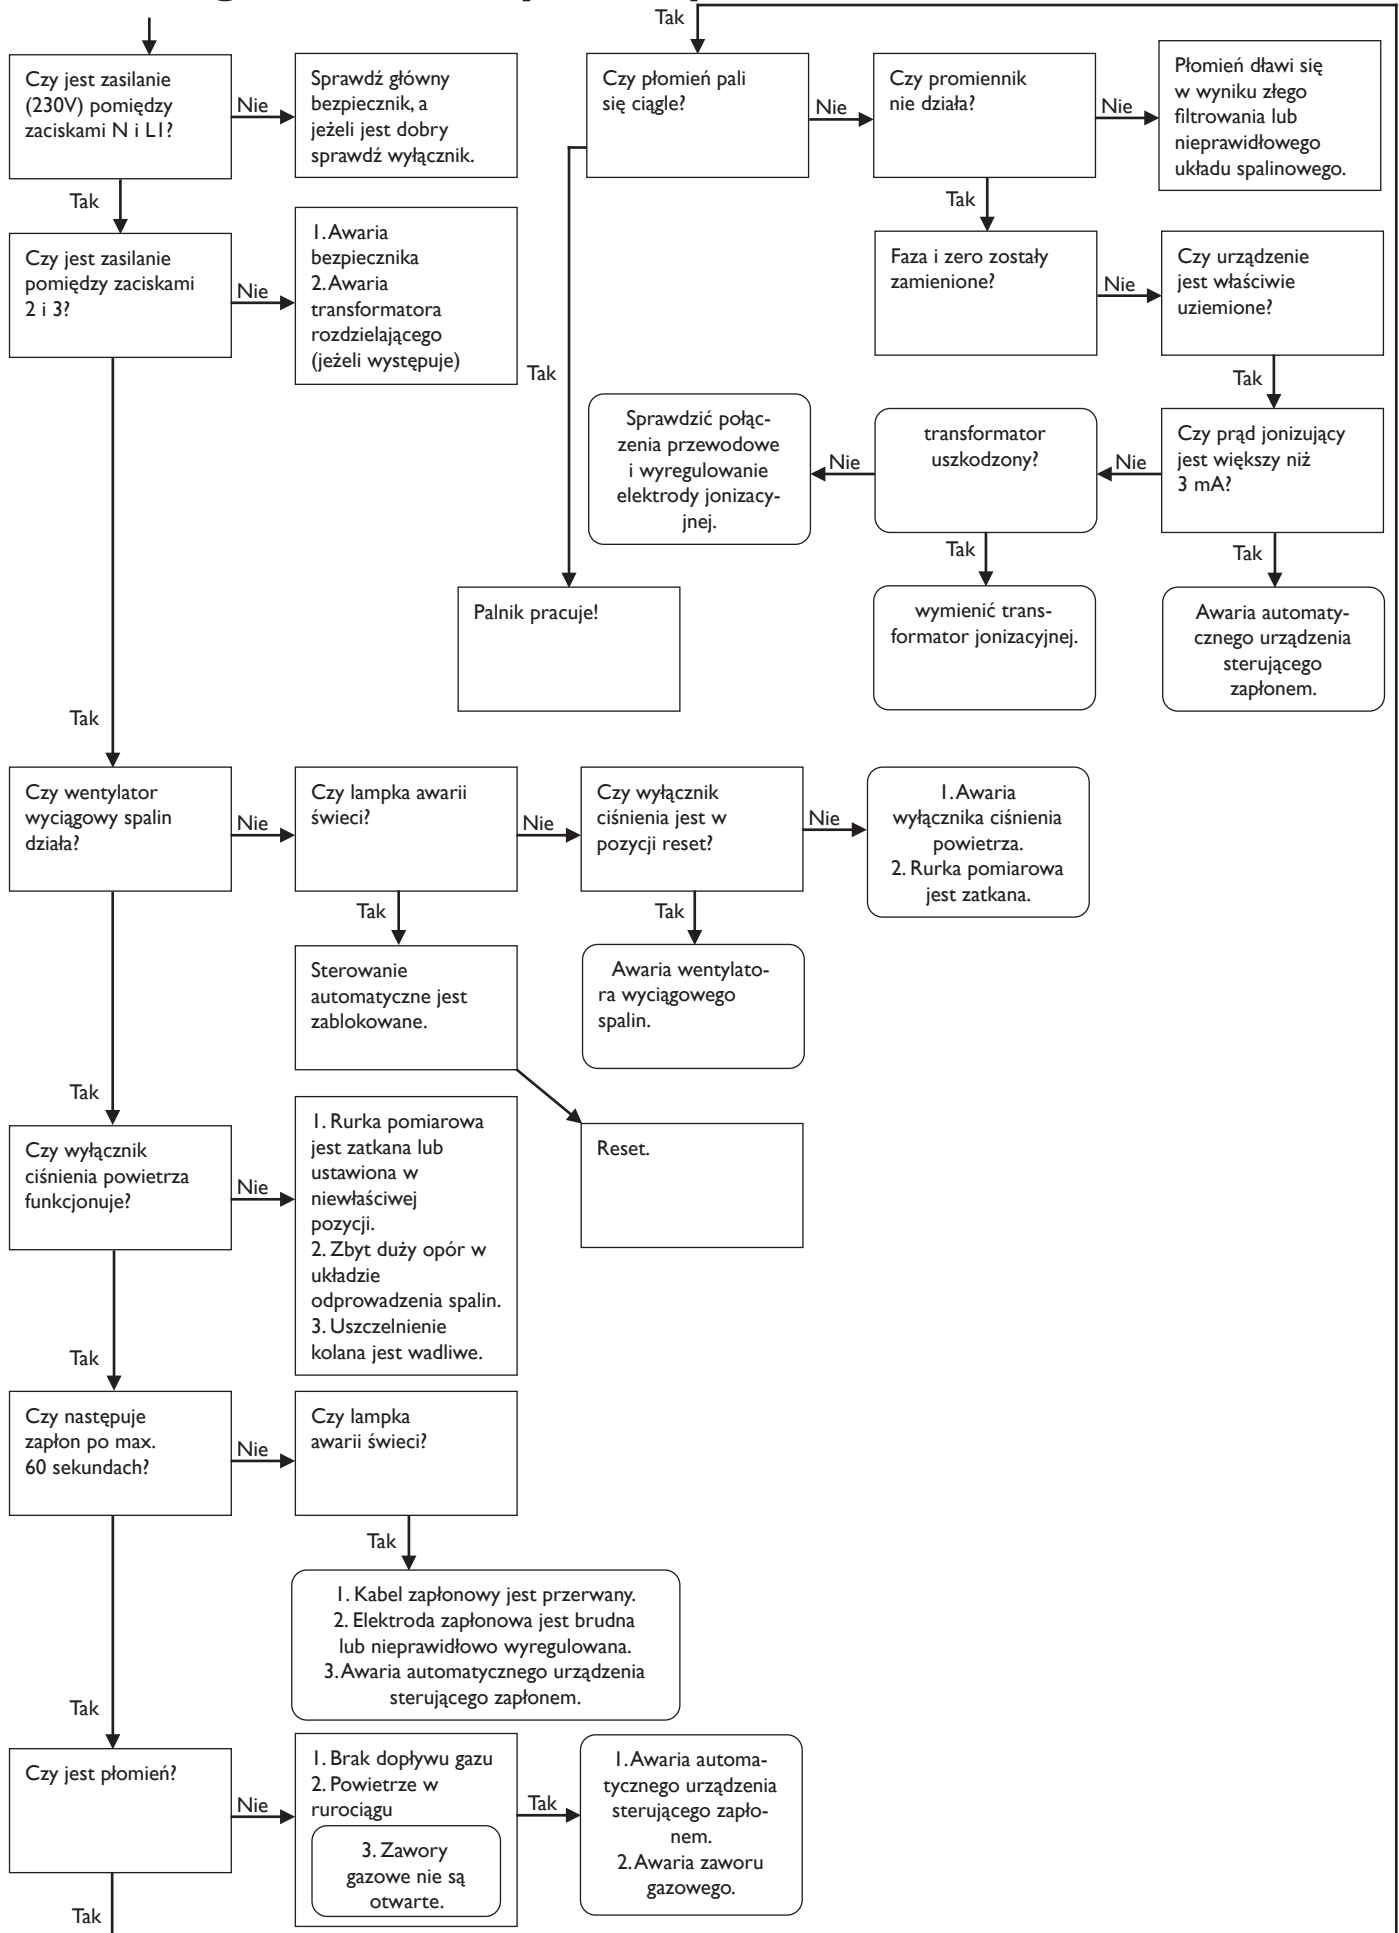 Tak
Czy jest zasilanie
(230V) pomiędzy
zaciskami N i L1?
Nie
Sprawdź główny
bezpiecznik, a
jeżeli jest dobry
sprawdź wyłącznik.
Czy płomień pali
się ciągle?
Nie
Czy promiennik
nie działa?
Nie
Płomień dławi się
w wyniku złego
filtrowania lub
nieprawidłowego
układu spalinowego.
Tak
Tak
Czy jest zasilanie
pomiędzy zaciskami
2 i 3?
Nie
1. Awaria
bezpiecznika
2. Awaria
transformatora
rozdzielającego
(jeżeli występuje)
Faza i zero zostały
zamienione?
Nie
Czy urządzenie
jest właściwie
uziemione?
Tak
Tak
Sprawdzić połąc-
zenia przewodowe
i wyregulowanie
elektrody jonizacy-
jnej.
Nie
transformator
uszkodzony?
Nie
Czy prąd jonizujący
jest większy niż
3 mA?
Tak
Tak
Palnik pracuje!
wymienić trans-
formator jonizacyjnej.
Awaria automaty-
cznego urządzenia
sterującego
zapłonem.
Tak
Czy wentylator
wyciągowy spalin
działa?
Nie
Czy lampka awarii
świeci?
Nie
Czy wyłącznik
ciśnienia jest w
pozycji reset?
Nie
1. Awaria
wyłącznika ciśnienia
powietrza.
2. Rurka pomiarowa
jest zatkana.
Tak
Tak
Sterowanie
automatyczne jest
zablokowane.
Awaria wentylato-
ra wyciągowego
spalin.
Tak
Czy wyłącznik
ciśnienia powietrza
funkcjonuje?
Nie
1. Rurka pomiarowa
jest zatkana lub
ustawiona w
niewłaściwej
pozycji.
2. Zbyt duży opór w
układzie
odprowadzenia spalin.
3. Uszczelnienie
kolana jest wadliwe.
Reset.
Tak
Czy następuje
zapłon po max.
60 sekundach?
Nie
Czy lampka
awarii świeci?
Tak
1. Kabel zapłonowy jest przerwany.
2. Elektroda zapłonowa jest brudna
lub nieprawidłowo wyregulowana.
3. Awaria automatycznego urządzenia
sterującego zapłonem.
Tak
Czy jest płomień?
Nie
1. Brak dopływu gazu
2. Powietrze w
rurociągu
3. Zawory
gazowe nie są
otwarte.
Tak
1. Awaria automa-
tycznego urządzenia
sterującego zapło-
nem.
2. Awaria zaworu
gazowego.
Tak